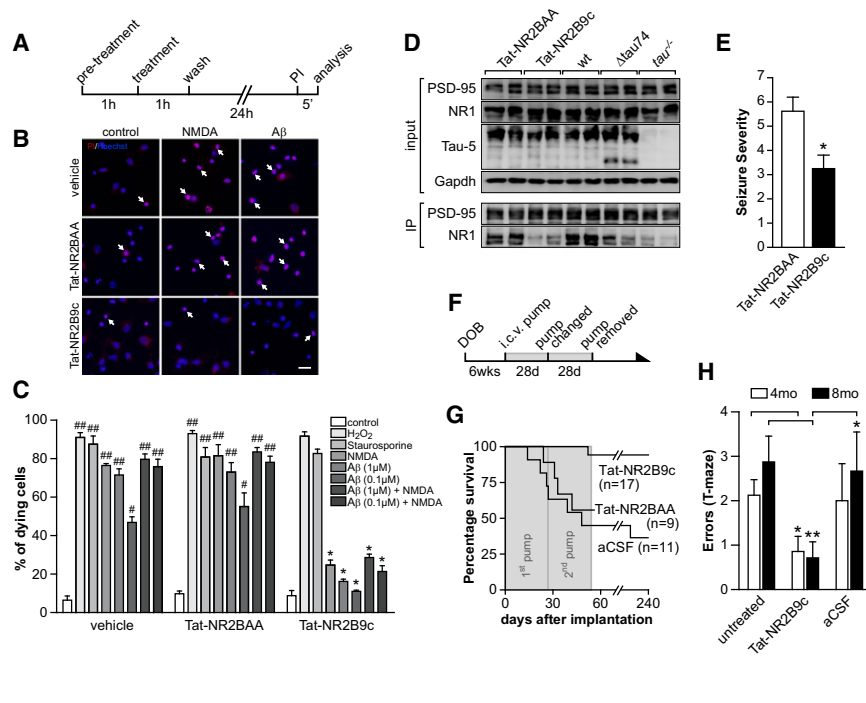 A
pre-treatment
treatment
wash
PI
analysis
1h
1h
24h
5'
B
control
NMDA
Aβ
PI/Hoechst
vehicle
Tat-NR2BAA
Tat-NR2B9c
C
% of dying cells
100
80
60
40
20
0
## ## ## ## # ## ##
## ## ## ## # ## ##
* * * * *
vehicle
Tat-NR2BAA
Tat-NR2B9c
control
H₂O₂
Staurosporine
NMDA
Aβ (1μM)
Aβ (0.1μM)
Aβ (1μM) + NMDA
Aβ (0.1μM) + NMDA
D
Tat-NR2BAA
Tat-NR2B9c
wt
Δtau74
tau⁻/⁻
input
PSD-95
NR1
Tau-5
Gapdh
IP
PSD-95
NR1
E
Seizure Severity
7
6
5
4
3
2
1
0
*
Tat-NR2BAA
Tat-NR2B9c
F
DOB
i.c.v. pump
pump
changed
pump
removed
6wks
28d
28d
G
Percentage survival
100
75
50
25
0
1st pump
2nd pump
Tat-NR2B9c
(n=17)
Tat-NR2BAA
(n=9)
aCSF (n=11)
0
30
60
240
days after implantation
H
4mo
8mo
Errors (T-maze)
4
3
2
1
0
* ** *
untreated
Tat-NR2B9c
aCSF